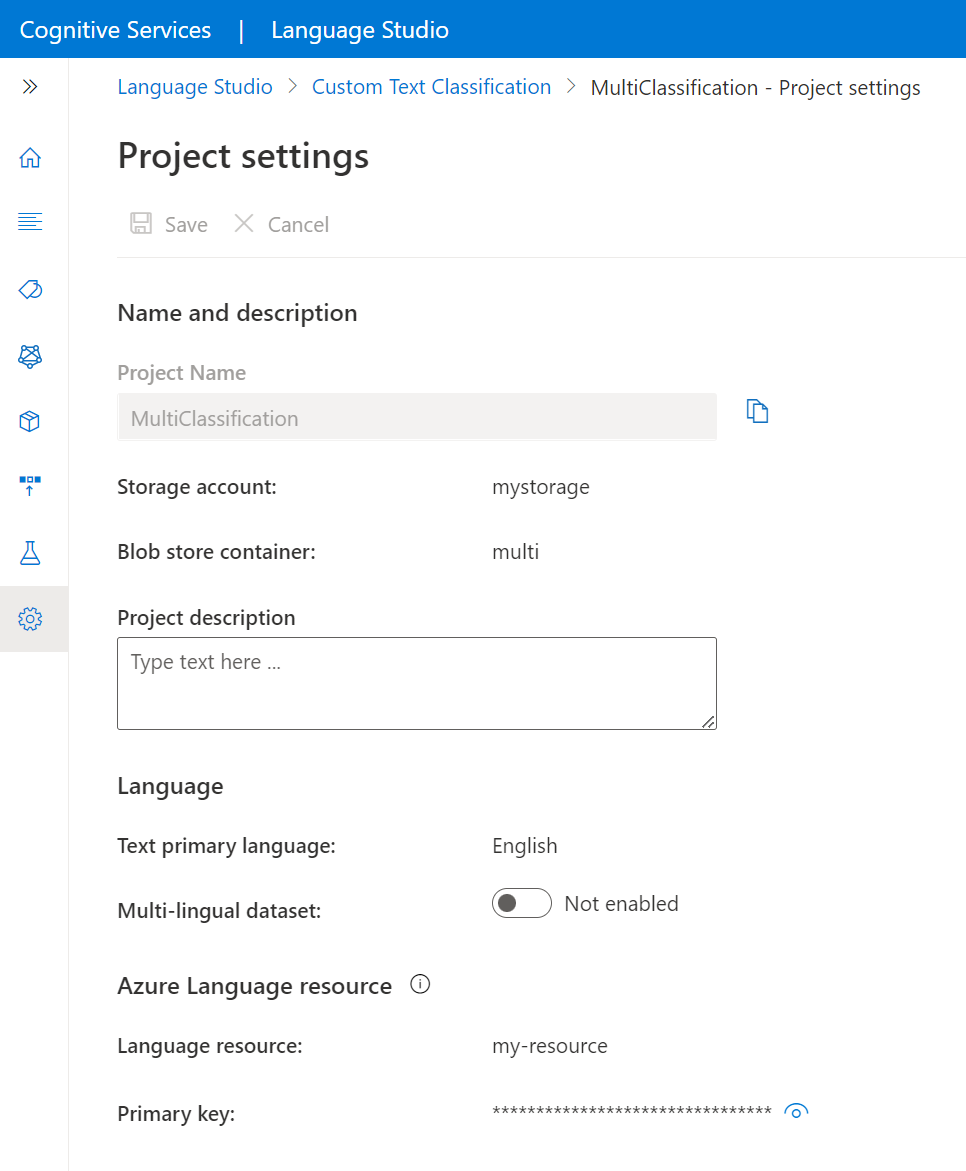 Cognitive Services | Language Studio
Language Studio > Custom Text Classification > MultiClassification - Project settings
Project settings
Save Cancel
Name and description
Project Name
MultiClassification
Storage account: mystorage
Blob store container: multi
Project description
Type text here ...
Language
Text primary language: English
Multi-lingual dataset: Not enabled
Azure Language resource
Language resource: my-resource
Primary key: ********************************